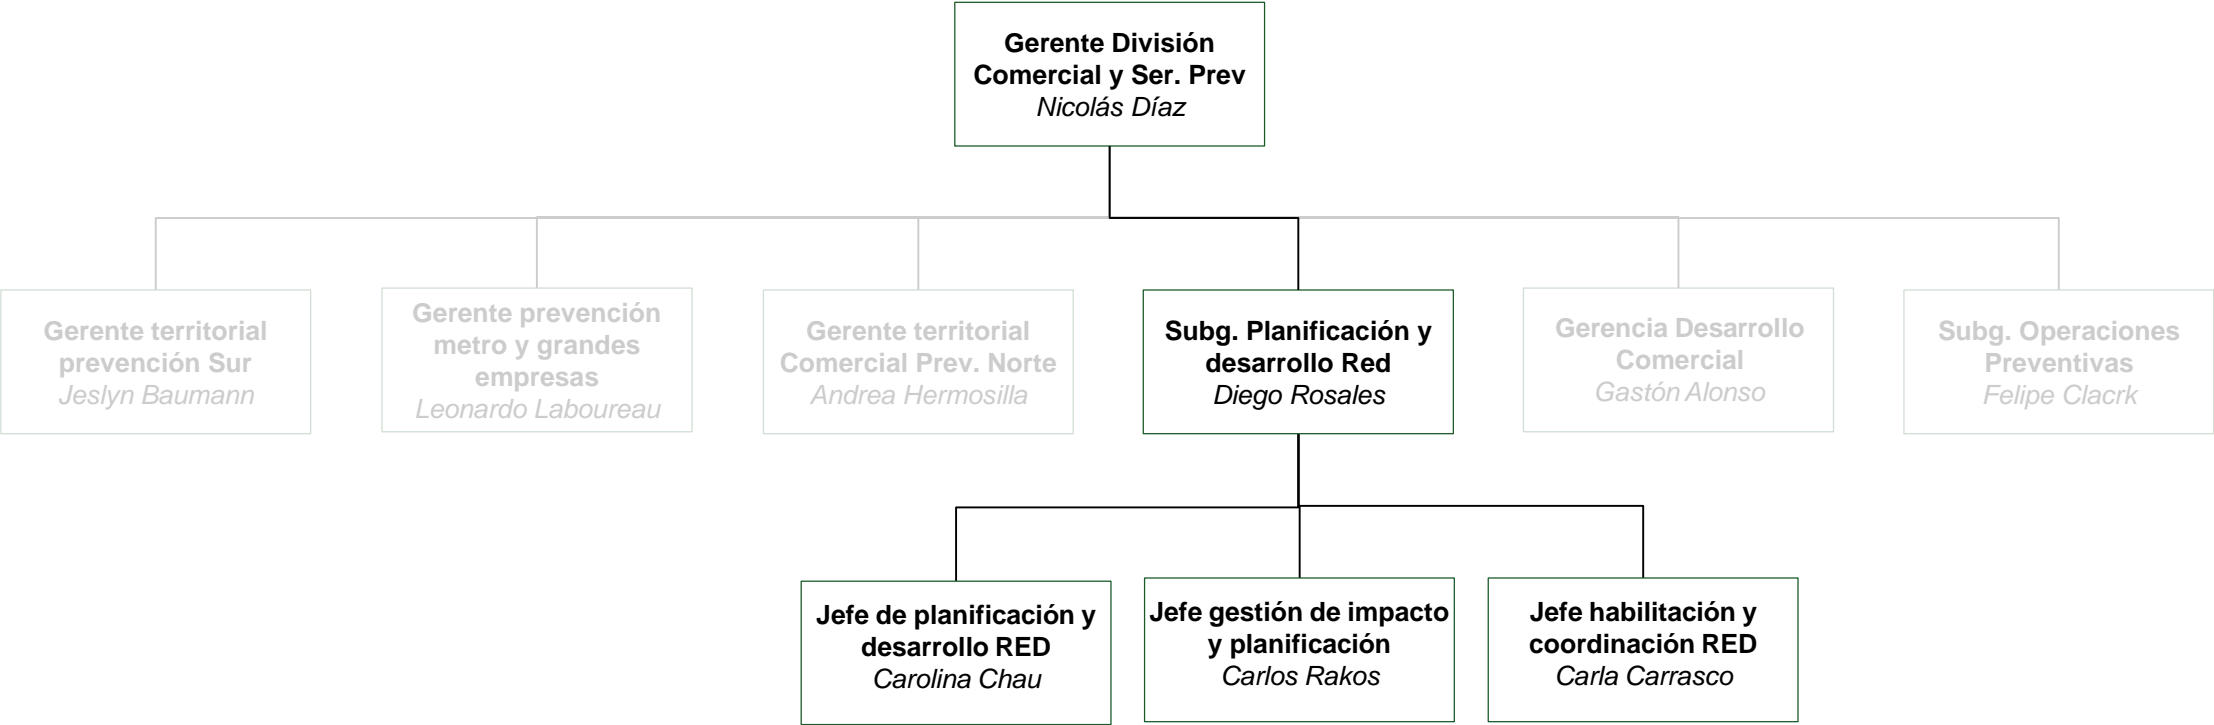 Gerente División
Comercial y Ser. Prev
Nicolás Díaz
Gerente territorial
prevención Sur
Jeslyn Baumann
Gerente prevención
metro y grandes
empresas
Leonardo Laboureau
Gerente territorial
Comercial Prev. Norte
Andrea Hermosilla
Subg. Planificación y
desarrollo Red
Diego Rosales
Gerencia Desarrollo
Comercial
Gastón Alonso
Subg. Operaciones
Preventivas
Felipe Clacrk
Jefe de planificación y
desarrollo RED
Carolina Chau
Jefe gestión de impacto
y planificación
Carlos Rakos
Jefe habilitación y
coordinación RED
Carla Carrasco